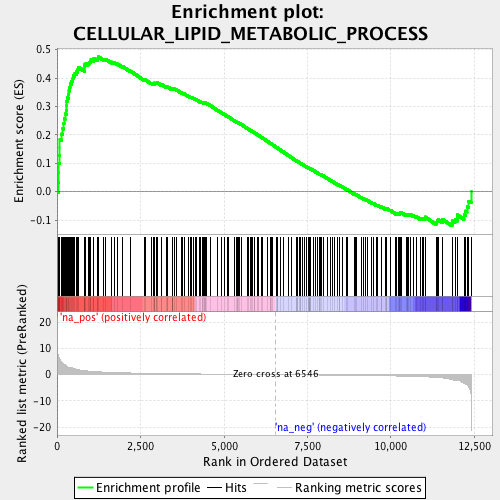 Enrichment plot:
CELLULAR_LIPID_METABOLIC_PROCESS
Enrichment score (ES)
0.5
0.4
0.3
0.2
0.1
0.0
-0.1
'na_pos' (positively correlated)
Ranked list metric (PreRanked)
20
10
0
-10
-20
Zero cross at 6546
'na_neg' (negatively correlated)
0
2,500
5,000
7,500
10,000
12,500
Rank in Ordered Dataset
Enrichment profile
Hits
Ranking metric scores